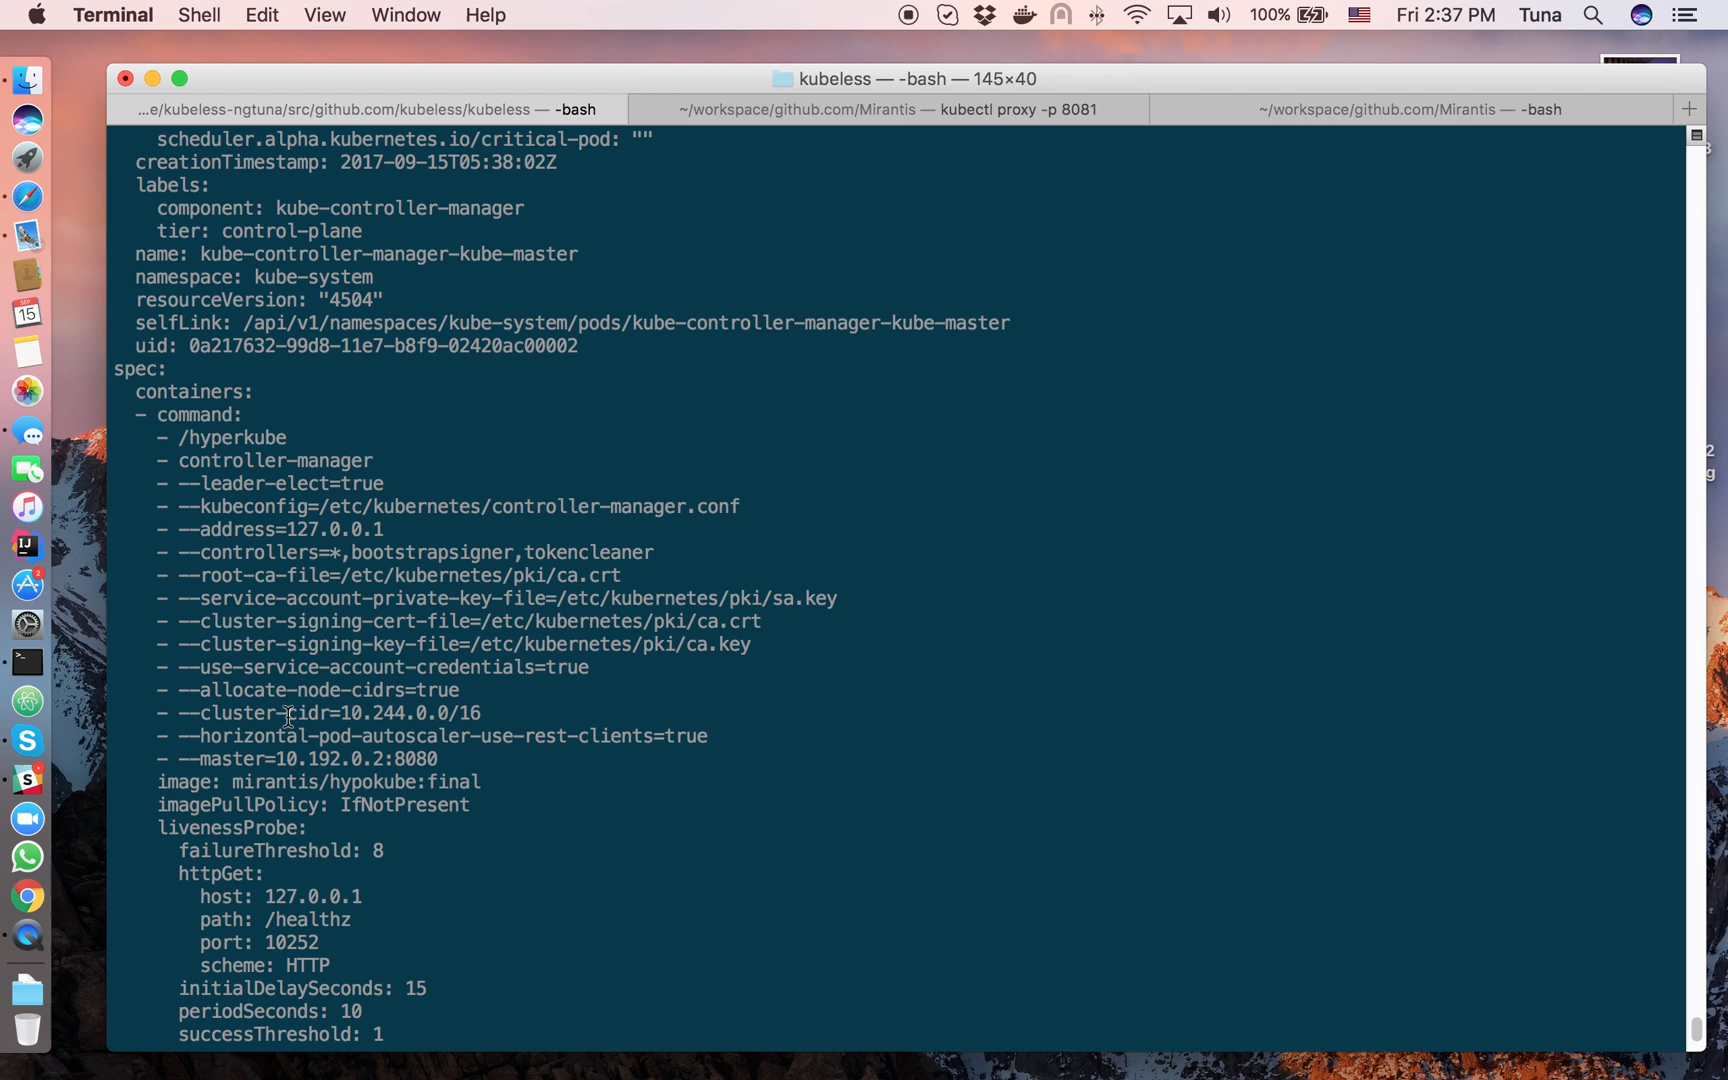 Terminal Shell Edit View Window Help 100% Fri 2:37 PM Tuna
kubeless — -bash — 145×40
...e/kubeless-ngtuna/src/github.com/kubeless/kubeless — -bash ~/workspace/github.com/Mirantis — kubectl proxy -p 8081 ~/workspace/github.com/Mirantis — -bash
scheduler.alpha.kubernetes.io/critical-pod: ""
creationTimestamp: 2017-09-15T05:38:02Z
labels:
component: kube-controller-manager
tier: control-plane
name: kube-controller-manager-kube-master
namespace: kube-system
resourceVersion: "4504"
selfLink: /api/v1/namespaces/kube-system/pods/kube-controller-manager-kube-master
uid: 0a217632-99d8-11e7-b8f9-02420ac00002
spec:
containers:
- command:
- /hyperkube
- controller-manager
- --leader-elect=true
- --kubeconfig=/etc/kubernetes/controller-manager.conf
- --address=127.0.0.1
- --controllers=*,bootstrapsigner,tokencleaner
- --root-ca-file=/etc/kubernetes/pki/ca.crt
- --service-account-private-key-file=/etc/kubernetes/pki/sa.key
- --cluster-signing-cert-file=/etc/kubernetes/pki/ca.crt
- --cluster-signing-key-file=/etc/kubernetes/pki/ca.key
- --use-service-account-credentials=true
- --allocate-node-cidrs=true
- --cluster-cidr=10.244.0.0/16
- --horizontal-pod-autoscaler-use-rest-clients=true
- --master=10.192.0.2:8080
image: mirantis/hypokube:final
imagePullPolicy: IfNotPresent
livenessProbe:
failureThreshold: 8
httpGet:
host: 127.0.0.1
path: /healthz
port: 10252
scheme: HTTP
initialDelaySeconds: 15
periodSeconds: 10
successThreshold: 1
SEP
15
IJ
2